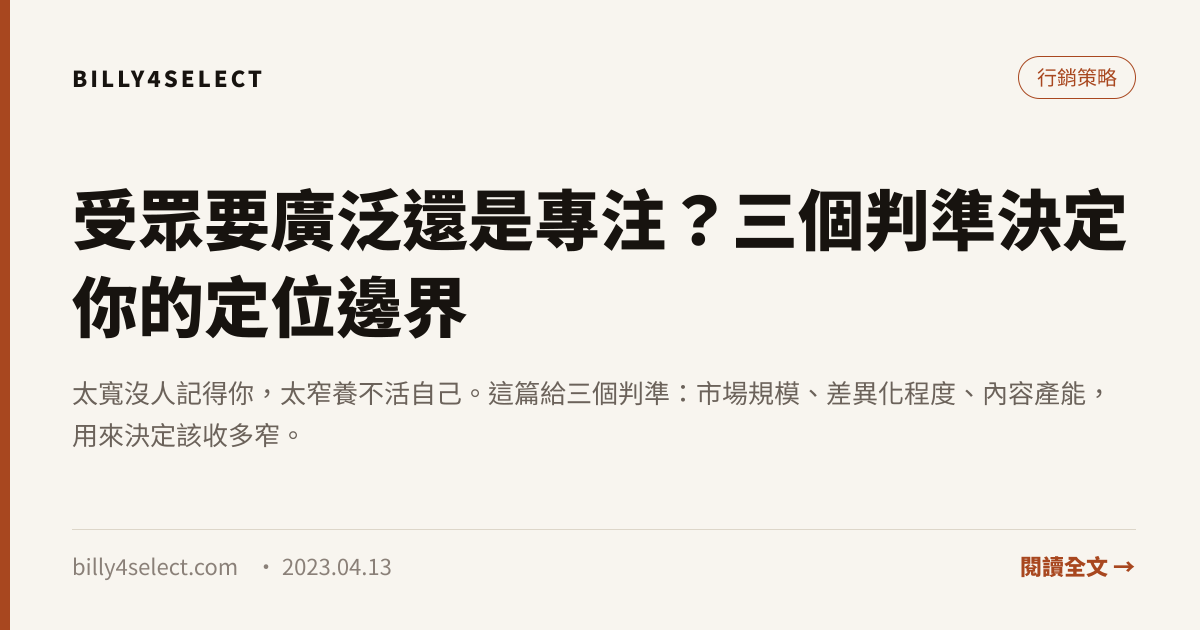 BILLY4SELECT
行銷策略
受眾要廣泛還是專注？三個判準決定
你的定位邊界
太寬沒人記得你，太窄養不活自己。這篇給三個判準：市場規模、差異化程度、內容產能，
用來決定該收多窄。
billy4select.com ・ 2023.04.13
閱讀全文 →